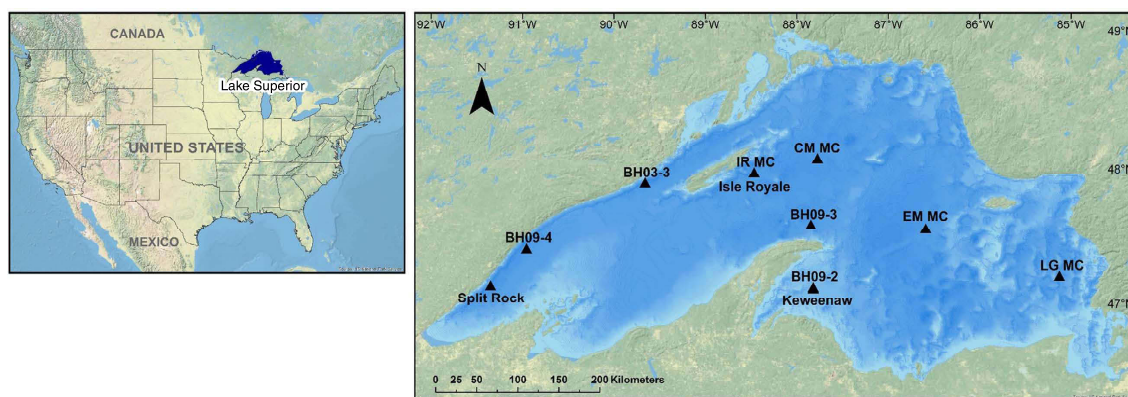 CANADA
Lake Superior
UNITED STATES
MEXICO
92°W 91°W 90°W 89°W 88°W 87°W 86°W 85°W
49°N
N
CM MC
IR MC
BH03-3
48°N
Isle Royale
BH09-3
EM MC
BH09-4
LG MC
BH09-2
Split Rock
Keweenaw
47°N
0 25 50 100 150 200 Kilometers